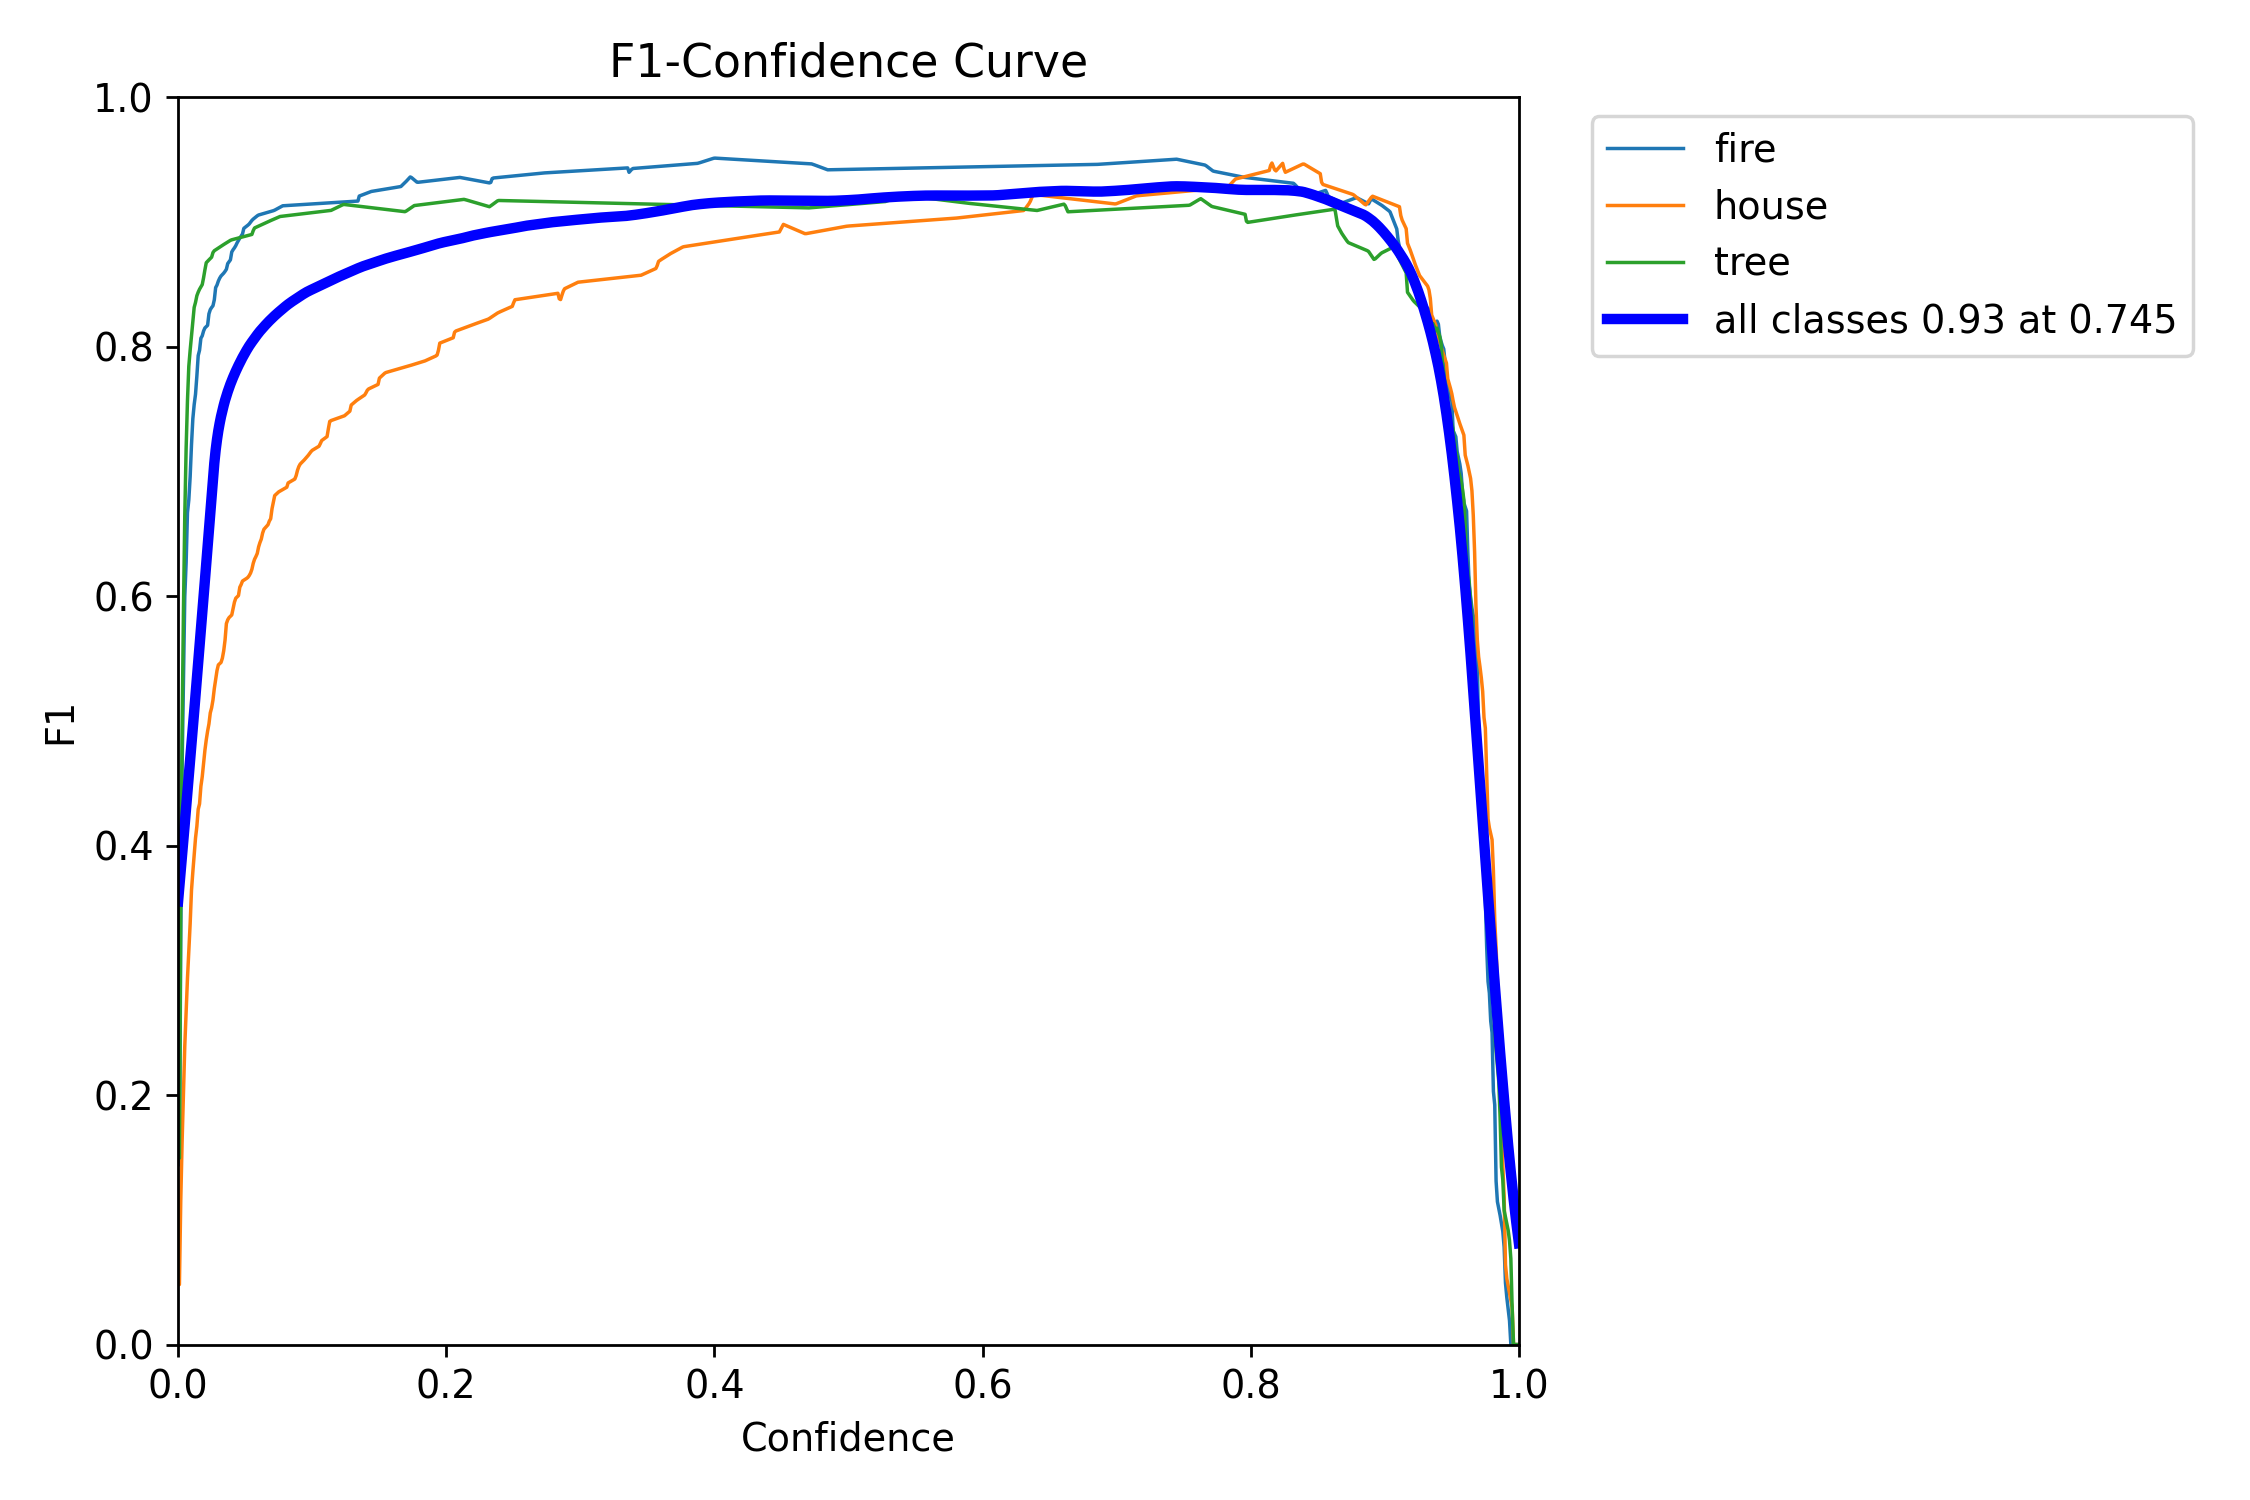 F1-Confidence Curve
1.0
0.8
0.6
0.4
0.2
0.0
F1
0.0 0.2 0.4 0.6 0.8 1.0
Confidence
fire
house
tree
all classes 0.93 at 0.745